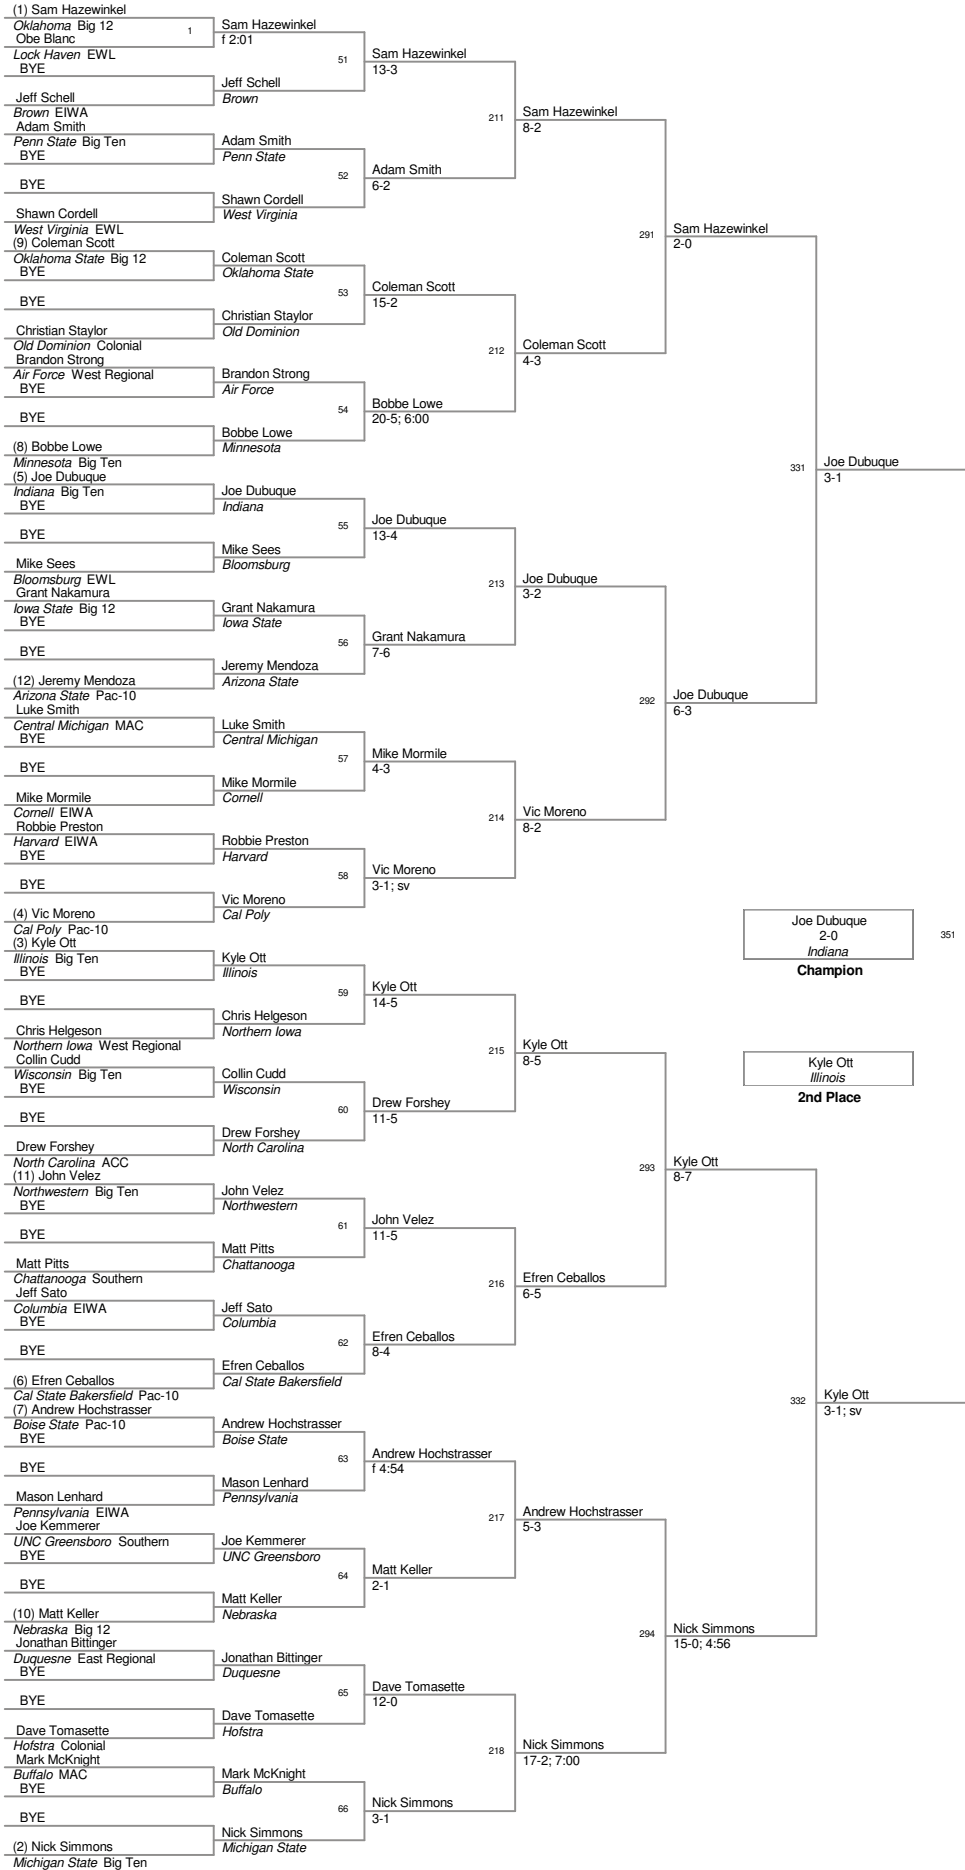 (1) Sam Hazewinkel
Oklahoma Big 12
Obe Blanc
Lock Haven EWL
BYE
Jeff Schell
Brown EIWA
Adam Smith
Penn State Big Ten
BYE
BYE
Shawn Cordell
West Virginia EWL
(9) Coleman Scott
Oklahoma State Big 12
BYE
BYE
Christian Staylor
Old Dominion Colonial
Brandon Strong
Air Force West Regional
BYE
BYE
(8) Bobbe Lowe
Minnesota Big Ten
(5) Joe Dubuque
Indiana Big Ten
BYE
BYE
Mike Sees
Bloomsburg EWL
Grant Nakamura
Iowa State Big 12
BYE
BYE
(12) Jeremy Mendoza
Arizona State Pac-10
Luke Smith
Central Michigan MAC
BYE
BYE
Mike Mormile
Cornell EIWA
Robbie Preston
Harvard EIWA
BYE
BYE
(4) Vic Moreno
Cal Poly Pac-10
(3) Kyle Ott
Illinois Big Ten
BYE
BYE
Chris Helgeson
Northern Iowa West Regional
Collin Cudd
Wisconsin Big Ten
BYE
BYE
Drew Forshey
North Carolina ACC
(11) John Velez
Northwestern Big Ten
BYE
BYE
Matt Pitts
Chattanooga Southern
Jeff Sato
Columbia EIWA
BYE
BYE
(6) Efren Ceballos
Cal State Bakersfield Pac-10
(7) Andrew Hochstrasser
Boise State Pac-10
BYE
BYE
Mason Lenhard
Pennsylvania EIWA
Joe Kemmerer
UNC Greensboro Southern
BYE
BYE
(10) Matt Keller
Nebraska Big 12
Jonathan Bittinger
Duquesne East Regional
BYE
BYE
Dave Tomasette
Hofstra Colonial
Mark McKnight
Buffalo MAC
BYE
BYE
(2) Nick Simmons
Michigan State Big Ten
1
Sam Hazewinkel
f 2:01
Jeff Schell
Brown
Adam Smith
Penn State
Shawn Cordell
West Virginia
Coleman Scott
Oklahoma State
Christian Staylor
Old Dominion
Brandon Strong
Air Force
Bobbe Lowe
Minnesota
Joe Dubuque
Indiana
Mike Sees
Bloomsburg
Grant Nakamura
Iowa State
Jeremy Mendoza
Arizona State
Luke Smith
Central Michigan
Mike Mormile
Cornell
Robbie Preston
Harvard
Vic Moreno
Cal Poly
Kyle Ott
Illinois
Chris Helgeson
Northern Iowa
Collin Cudd
Wisconsin
Drew Forshey
North Carolina
John Velez
Northwestern
Matt Pitts
Chattanooga
Jeff Sato
Columbia
Efren Ceballos
Cal State Bakersfield
Andrew Hochstrasser
Boise State
Mason Lenhard
Pennsylvania
Joe Kemmerer
UNC Greensboro
Matt Keller
Nebraska
Jonathan Bittinger
Duquesne
Dave Tomasette
Hofstra
Mark McKnight
Buffalo
Nick Simmons
Michigan State
51
Sam Hazewinkel
13-3
52
Adam Smith
6-2
53
Coleman Scott
15-2
54
Bobbe Lowe
20-5; 6:00
55
Joe Dubuque
13-4
56
Grant Nakamura
7-6
57
Mike Mormile
4-3
58
Vic Moreno
3-1; sv
59
Kyle Ott
14-5
60
Drew Forshey
11-5
61
John Velez
11-5
62
Efren Ceballos
8-4
63
Andrew Hochstrasser
f 4:54
64
Matt Keller
2-1
65
Dave Tomasette
12-0
66
Nick Simmons
3-1
211
Sam Hazewinkel
8-2
212
Coleman Scott
4-3
213
Joe Dubuque
3-2
214
Vic Moreno
8-2
215
Kyle Ott
8-5
216
Efren Ceballos
6-5
217
Andrew Hochstrasser
5-3
218
Nick Simmons
17-2; 7:00
291
Sam Hazewinkel
2-0
292
Joe Dubuque
6-3
293
Kyle Ott
8-7
294
Nick Simmons
15-0; 4:56
331
Joe Dubuque
3-1
332
Kyle Ott
3-1; sv
Joe Dubuque
2-0
Indiana
351
Champion
Kyle Ott
Illinois
2nd Place